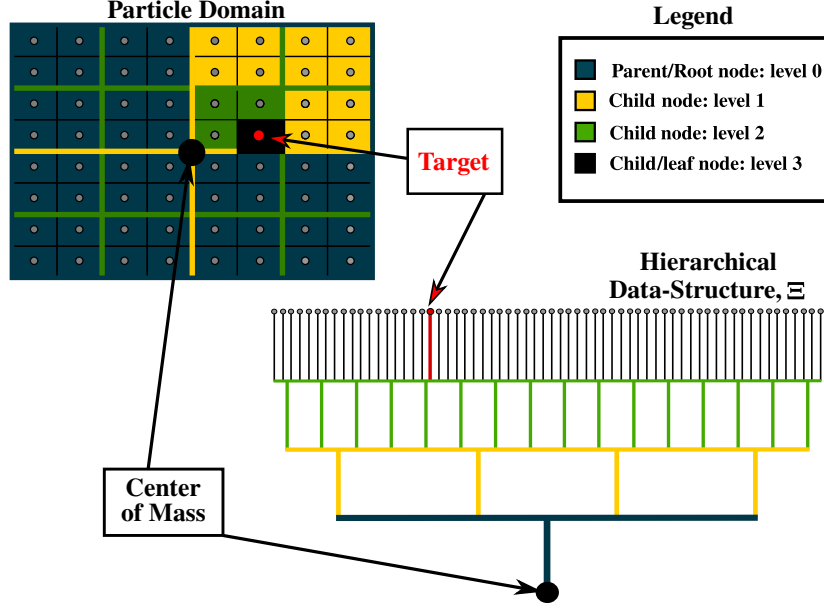 Particle Domain
Legend
Parent/Root node: level 0
Child node: level 1
Child node: level 2
Child/leaf node: level 3
Target
Hierarchical
Data-Structure, Ξ
Center
of Mass